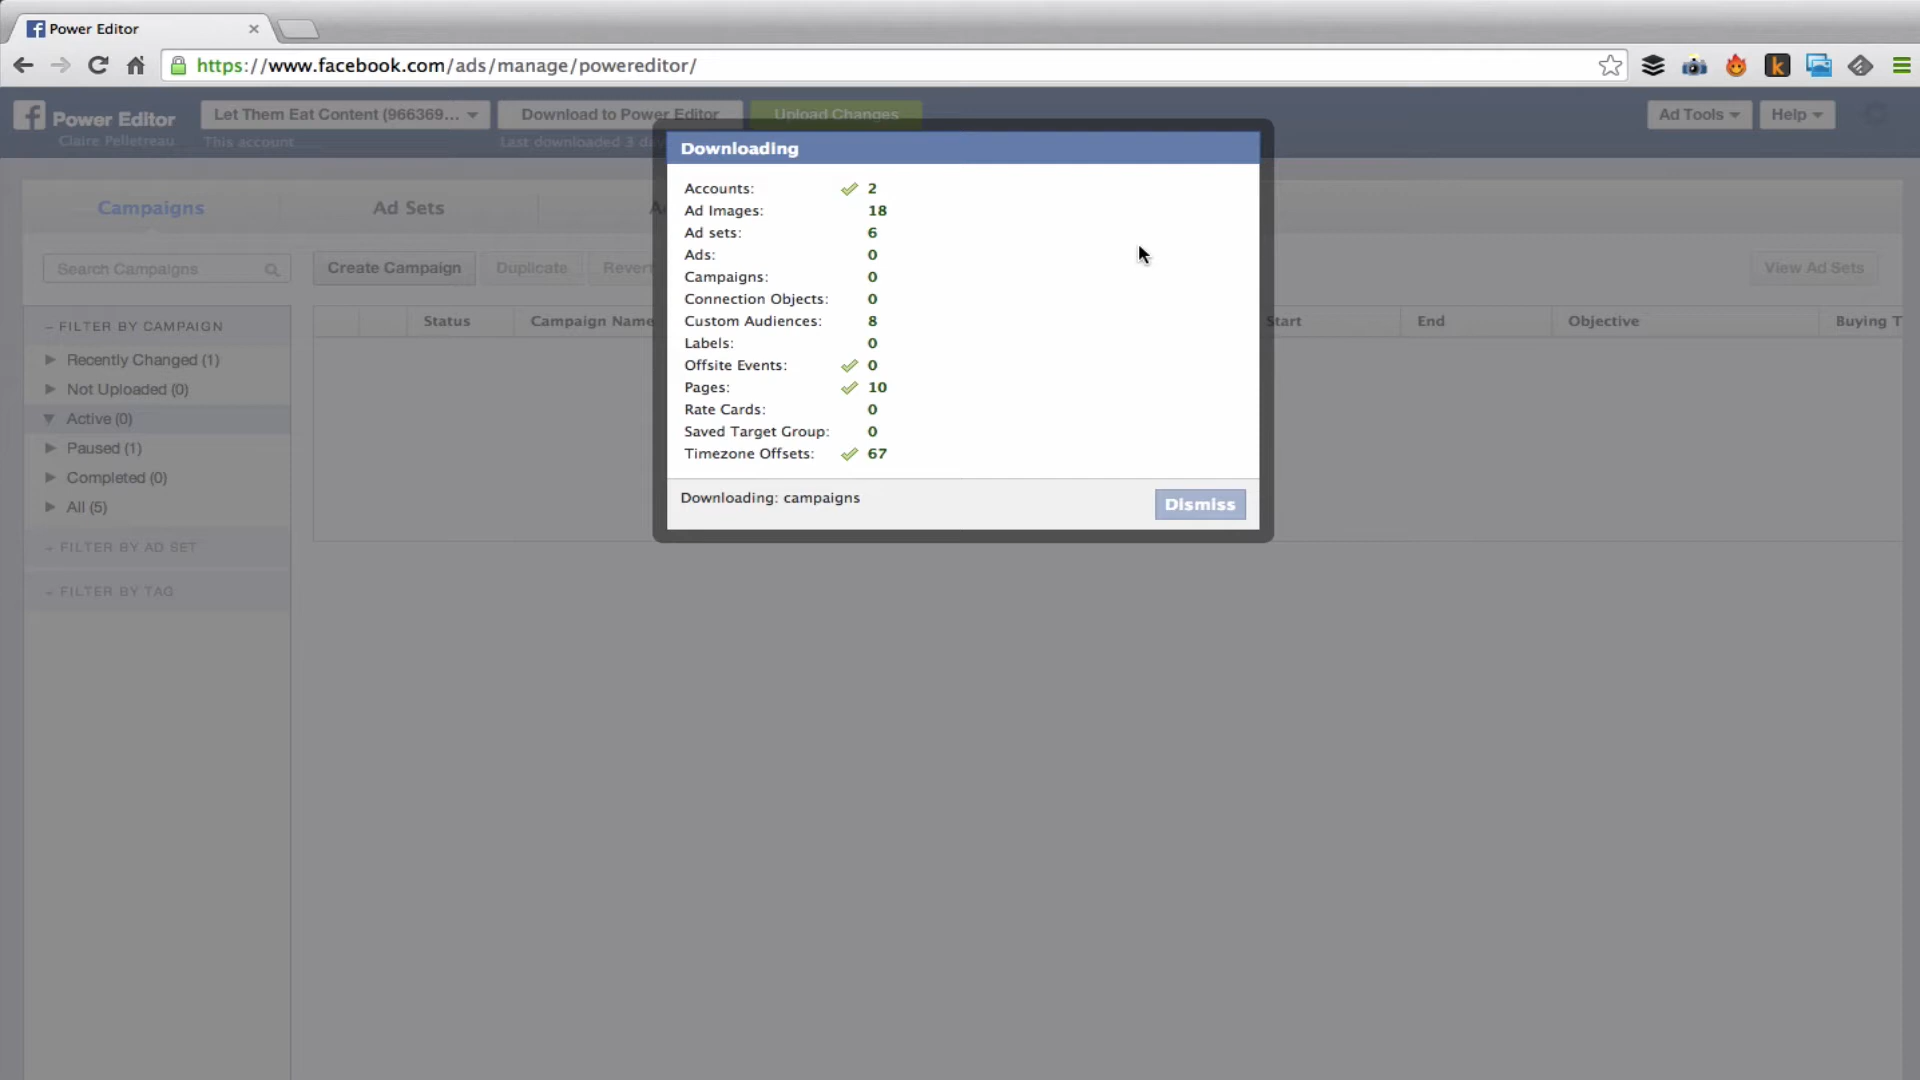 Power Editor
https://www.facebook.com/ads/manage/powereditor/
Power Editor
Claire Pelletreau
Let Them Eat Content (966369...
This account
Download to Power Editor
Last downloaded 3 da
Upload Changes
Ad Tools
Help
Campaigns
Ad Sets
Search Campaigns
Create Campaign
Duplicate
Revert
View Ad Sets
Status
Campaign Name
Start
End
Objective
Buying T
FILTER BY CAMPAIGN
Recently Changed (1)
Not Uploaded (0)
Active (0)
Paused (1)
Completed (0)
All (5)
FILTER BY AD SET
FILTER BY TAG
Downloading
Accounts: 2
Ad Images: 18
Ad sets: 6
Ads: 0
Campaigns: 0
Connection Objects: 0
Custom Audiences: 8
Labels: 0
Offsite Events: 0
Pages: 10
Rate Cards: 0
Saved Target Group: 0
Timezone Offsets: 67
Downloading: campaigns
Dismiss